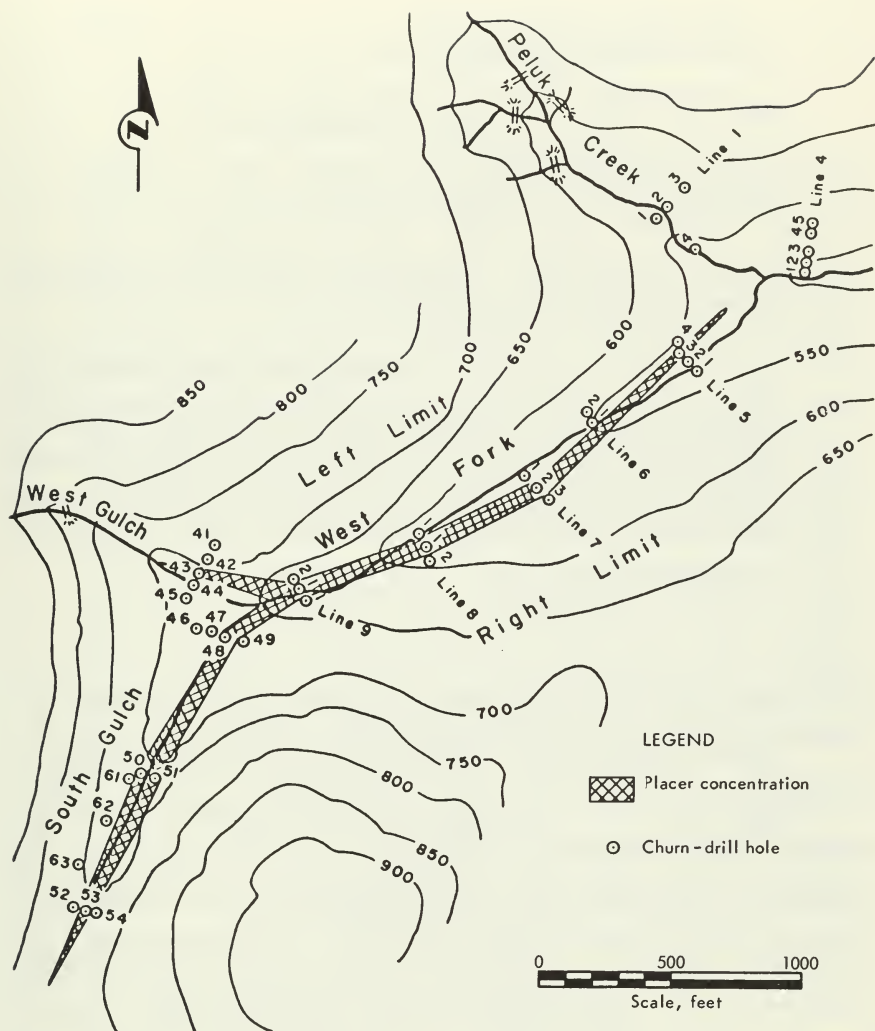 Peluk
Creek
3
Line 1
2
1
4
Line 4
45
123
N
850
800
750
700
650
600
550
600
650
4
3
2
1
Line 5
Left Limit
West Fork
2
1
Line 6
1
2
3
Line 7
1
2
Line 8
Right Limit
West Gulch
41
42
43
44
45
46
47
48
49
2
1
Line 9
South Gulch
50
51
61
62
63
52
53
54
700
750
800
850
900
LEGEND
Placer concentration
Churn-drill hole
0 500 1000
Scale, feet